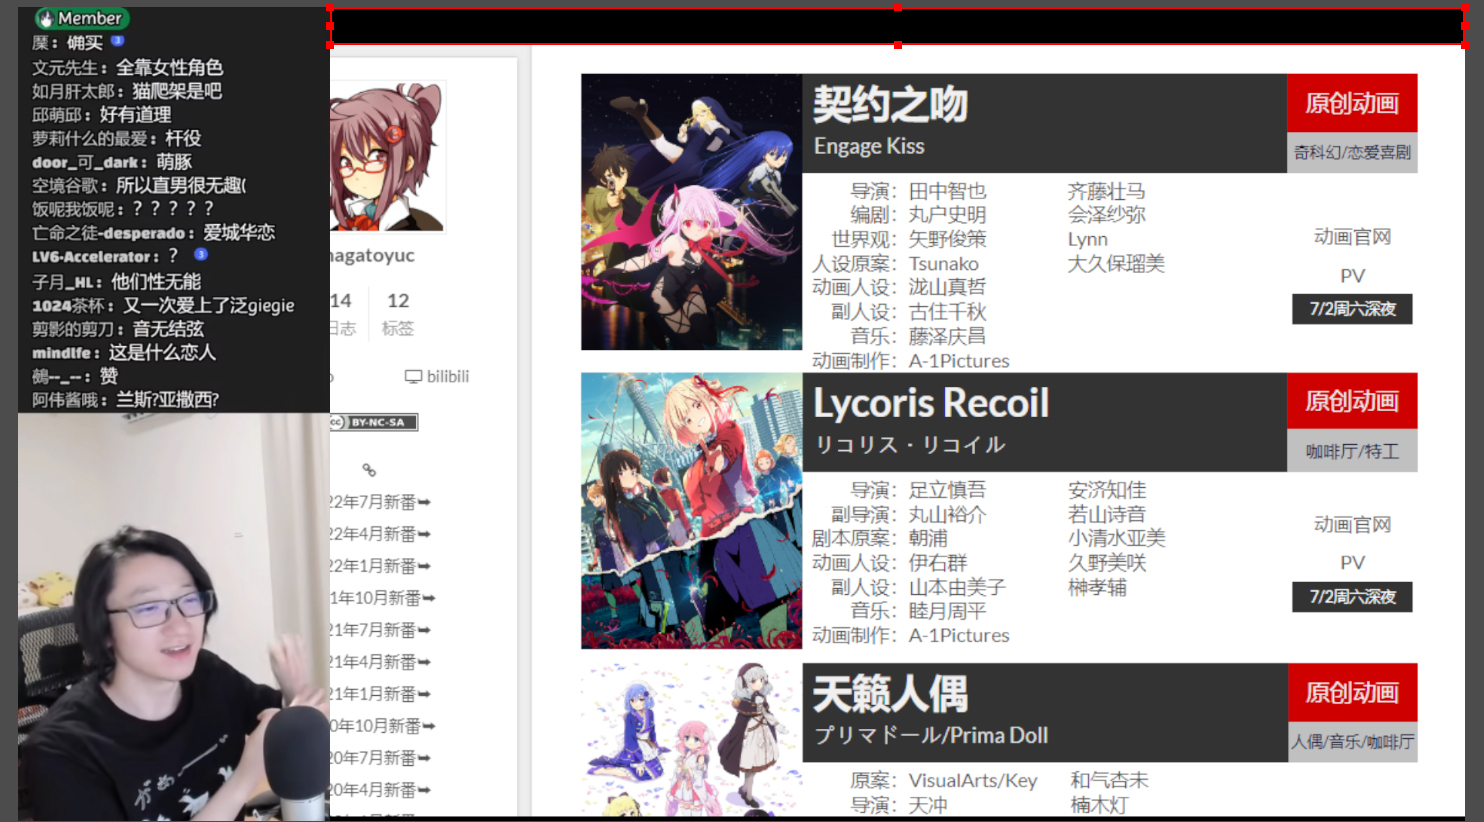 Member
麋：确买
文元先生：全靠女性角色
如月肝太郎：猫爬架是吧
邱萌邱：好有道理
萝莉什么的最爱：杆役
door_可_dark：萌豚
空境谷歌：所以直男很无趣(
饭呢我饭呢：？？？？？
亡命之徒-desperado：爱城华恋
LV6-Accelerator：？
子月_HL：他们性无能
1024茶杯：又一次爱上了泛giegie
剪影的剪刀：音无结弦
mindlfe：这是什么恋人
鹌--_--：赞
阿伟酱哦：兰斯?亚撒西?
nagatoyuc
14
12
日志
标签
bilibili
BY-NC-SA
22年7月新番➥
22年4月新番➥
22年1月新番➥
1年10月新番➥
21年7月新番➥
21年4月新番➥
21年1月新番➥
0年10月新番➥
20年7月新番➥
20年4月新番➥
契约之吻
Engage Kiss
原创动画
奇科幻/恋爱喜剧
导演：田中智也
编剧：丸户史明
世界观：矢野俊策
人设原案：Tsunako
动画人设：泷山真哲
副人设：古住千秋
音乐：藤泽庆昌
动画制作：A-1Pictures
齐藤壮马
会泽纱弥
Lynn
大久保瑠美
动画官网
PV
7/2周六深夜
Lycoris Recoil
リコリス・リコイル
原创动画
咖啡厅/特工
导演：足立慎吾
副导演：丸山裕介
剧本原案：朝浦
动画人设：伊右群
副人设：山本由美子
音乐：睦月周平
动画制作：A-1Pictures
安济知佳
若山诗音
小清水亚美
久野美咲
榊孝辅
动画官网
PV
7/2周六深夜
天籁人偶
プリマドール/Prima Doll
原创动画
人偶/音乐/咖啡厅
原案：VisualArts/Key
导演：天冲
和气杏未
楠木灯